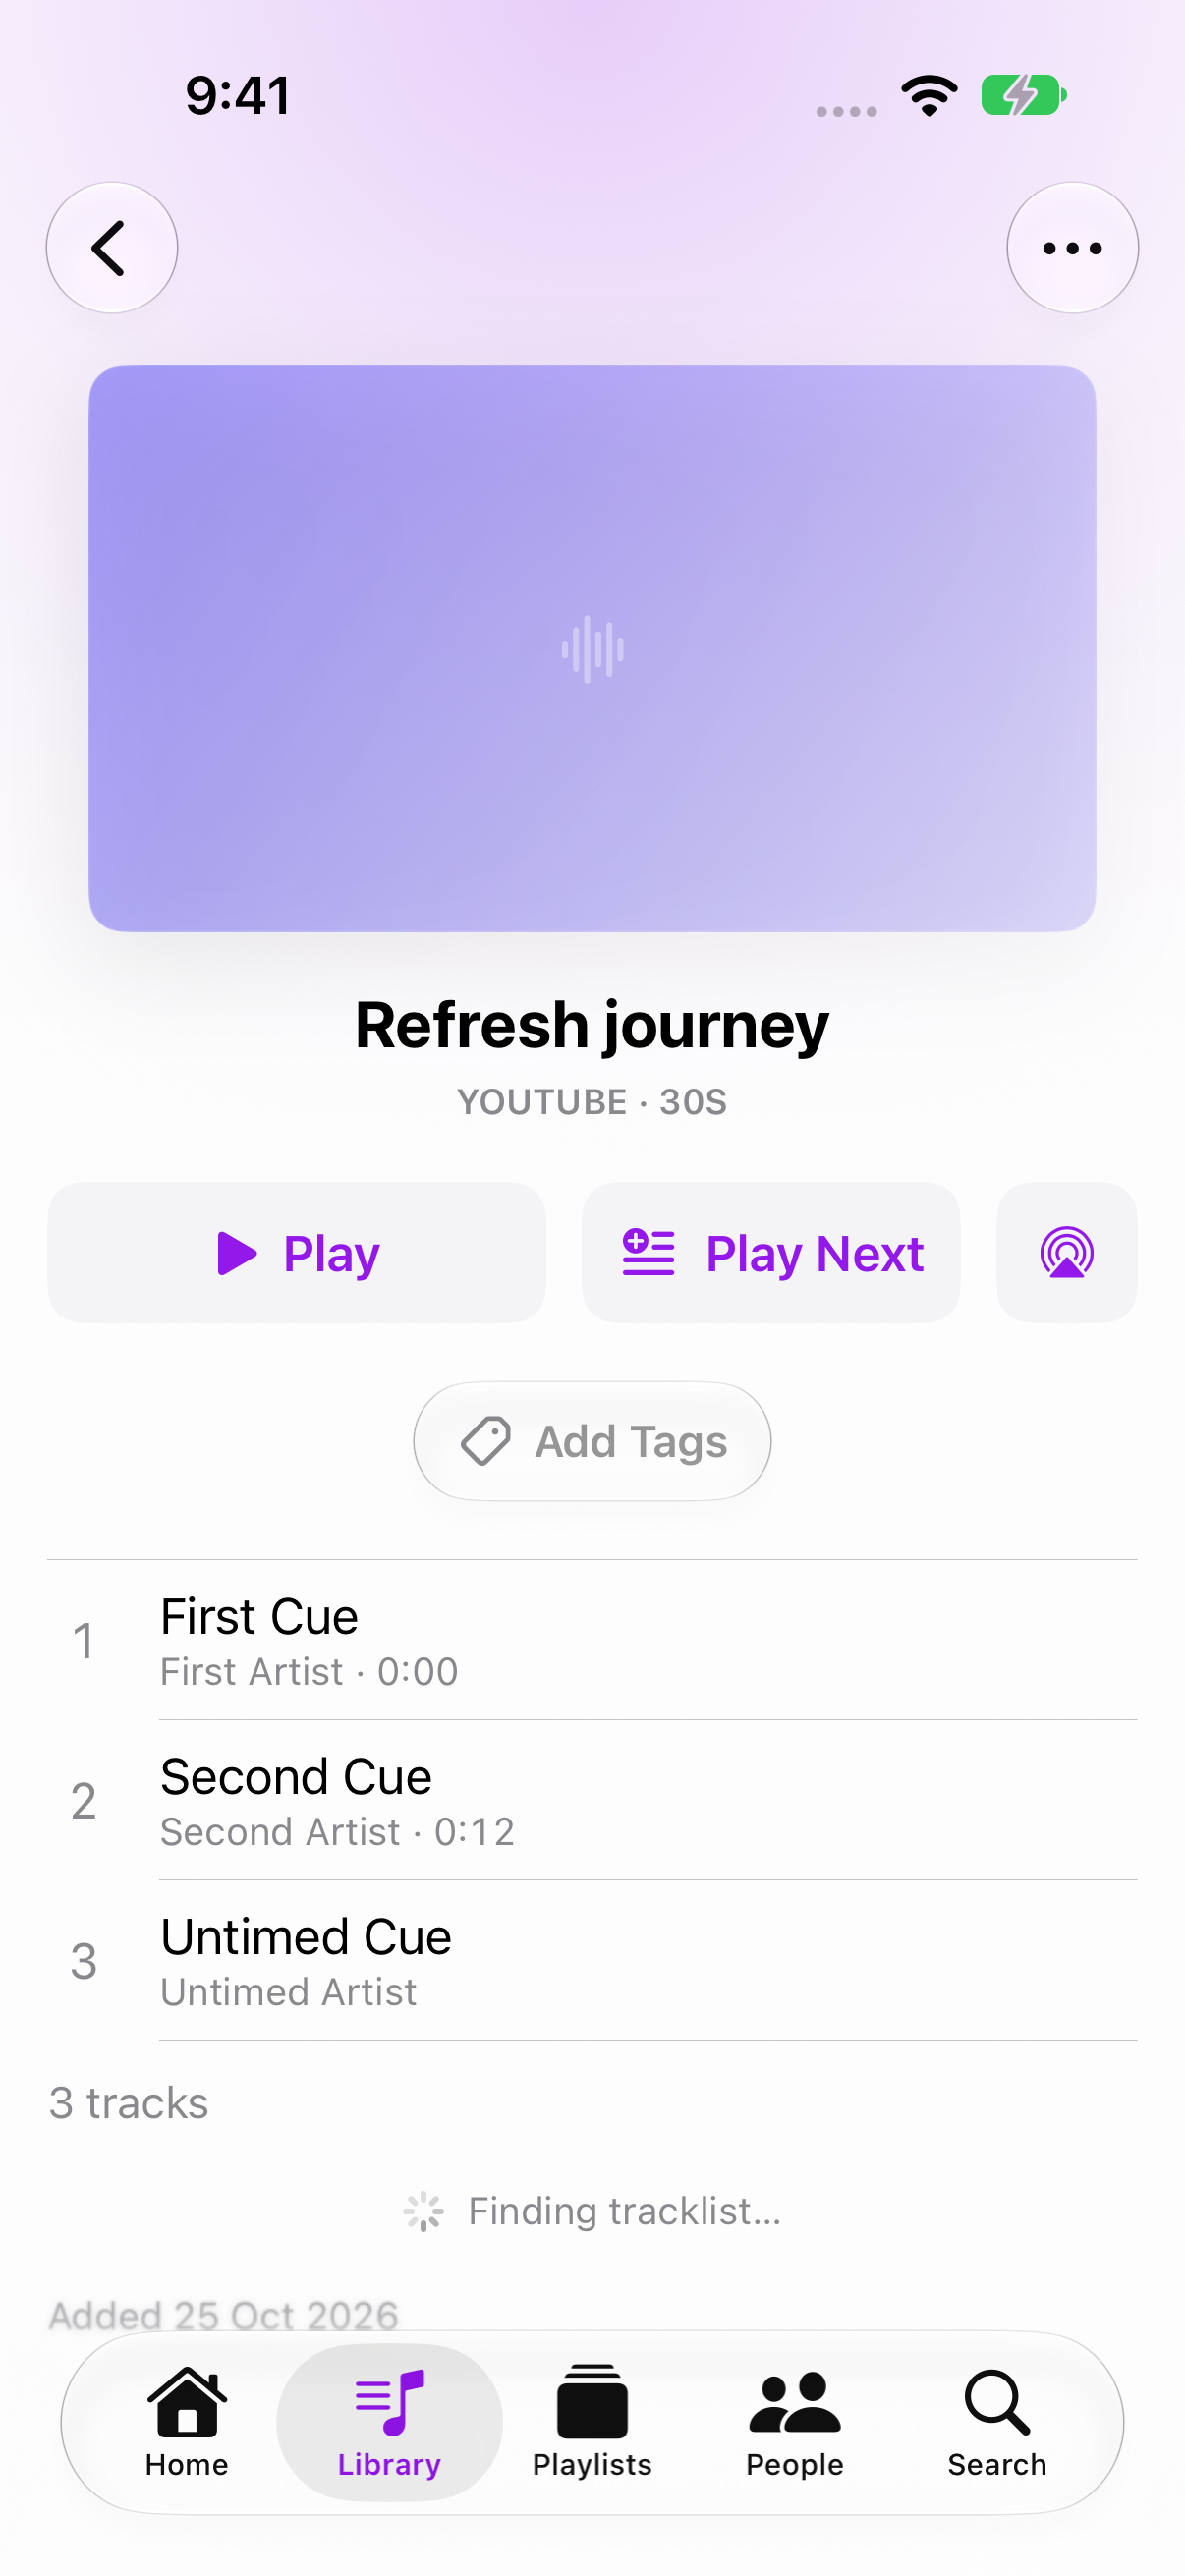 9:41
Refresh journey
YOUTUBE · 30S
Play
Play Next
Add Tags
1
First Cue
First Artist · 0:00
2
Second Cue
Second Artist · 0:12
3
Untimed Cue
Untimed Artist
3 tracks
Finding tracklist...
Added 25 Oct 2026
Home
Library
Playlists
People
Search